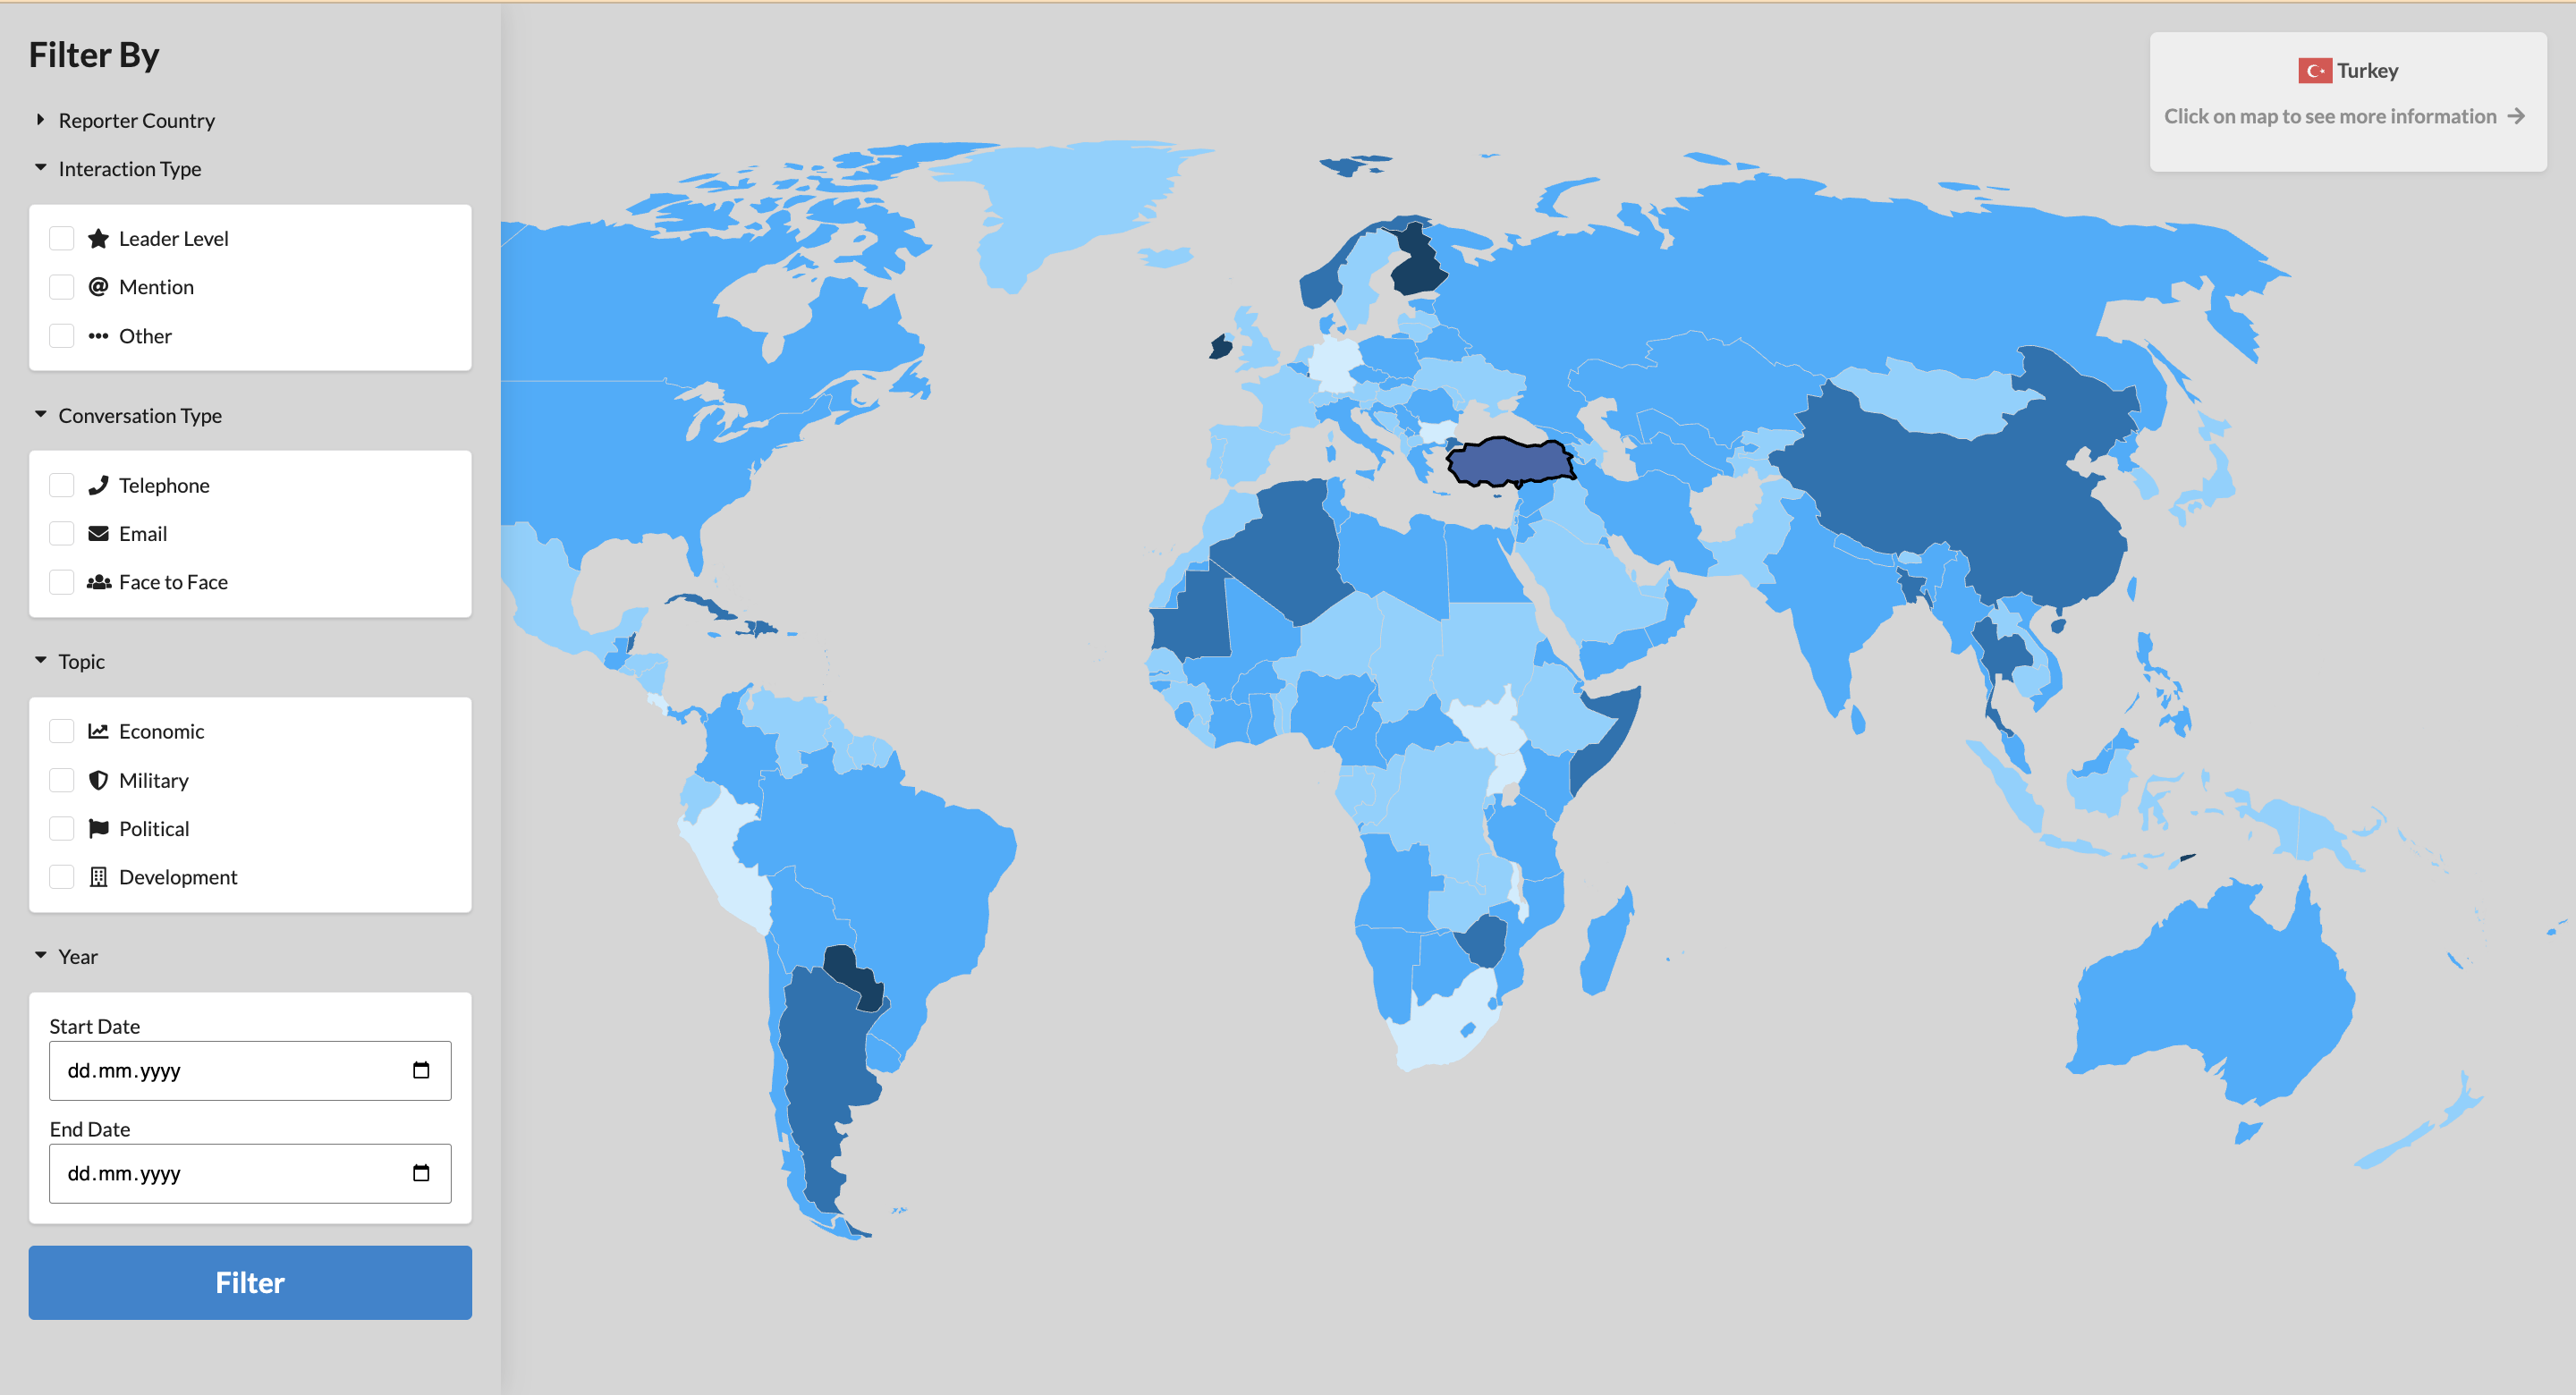 Filter By
Reporter Country
Interaction Type
Leader Level
Mention
Other
Conversation Type
Telephone
Email
Face to Face
Topic
Economic
Military
Political
Development
Year
Start Date
dd.mm.yyyy
End Date
dd.mm.yyyy
Filter
Turkey
Click on map to see more information →